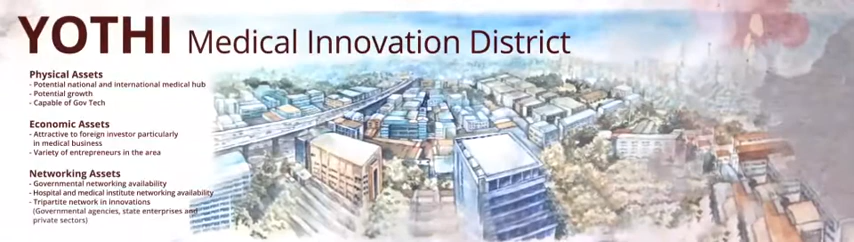 YOTHI Medical Innovation District
Physical Assets
- Potential national and international medical hub
- Potential growth
- Capable of Gov Tech
Economic Assets
- Attractive to foreign investor particularly
in medical business
- Variety of entrepreneurs in the area
Networking Assets
- Governmental networking availability
- Hospital and medical institute networking availability
- Tripartite network in innovations
(Governmental agencies, state enterprises and
private sectors)